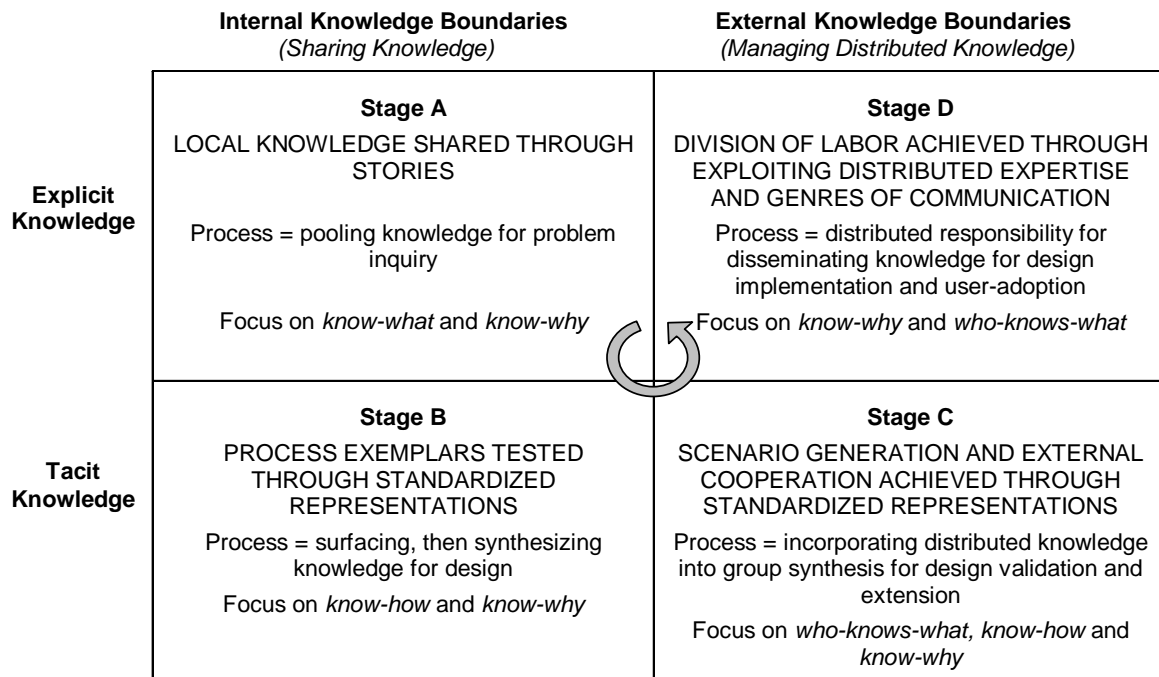 Internal Knowledge Boundaries
(Sharing Knowledge)
External Knowledge Boundaries
(Managing Distributed Knowledge)
Explicit
Knowledge
Stage A
LOCAL KNOWLEDGE SHARED THROUGH
STORIES
Process = pooling knowledge for problem
inquiry
Focus on know-what and know-why
Stage D
DIVISION OF LABOR ACHIEVED THROUGH
EXPLOITING DISTRIBUTED EXPERTISE
AND GENRES OF COMMUNICATION
Process = distributed responsibility for
disseminating knowledge for design
implementation and user-adoption
Focus on know-why and who-knows-what
Tacit
Knowledge
Stage B
PROCESS EXEMPLARS TESTED
THROUGH STANDARDIZED
REPRESENTATIONS
Process = surfacing, then synthesizing
knowledge for design
Focus on know-how and know-why
Stage C
SCENARIO GENERATION AND EXTERNAL
COOPERATION ACHIEVED THROUGH
STANDARDIZED REPRESENTATIONS
Process = incorporating distributed knowledge
into group synthesis for design validation and
extension
Focus on who-knows-what, know-how and
know-why